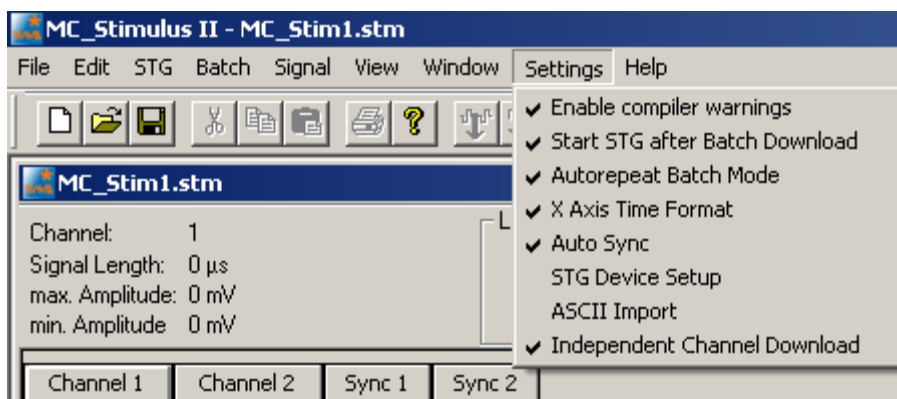 MC_Stimulus II - MC_Stim1.stm
File Edit STG Batch Signal View Window Settings Help
Enable compiler warnings
Start STG after Batch Download
Autorepeat Batch Mode
X Axis Time Format
Auto Sync
STG Device Setup
ASCII Import
Independent Channel Download
MC_Stim1.stm
Channel: 1
Signal Length: 0 µs
max. Amplitude: 0 mV
min. Amplitude 0 mV
L
Channel 1 Channel 2 Sync 1 Sync 2